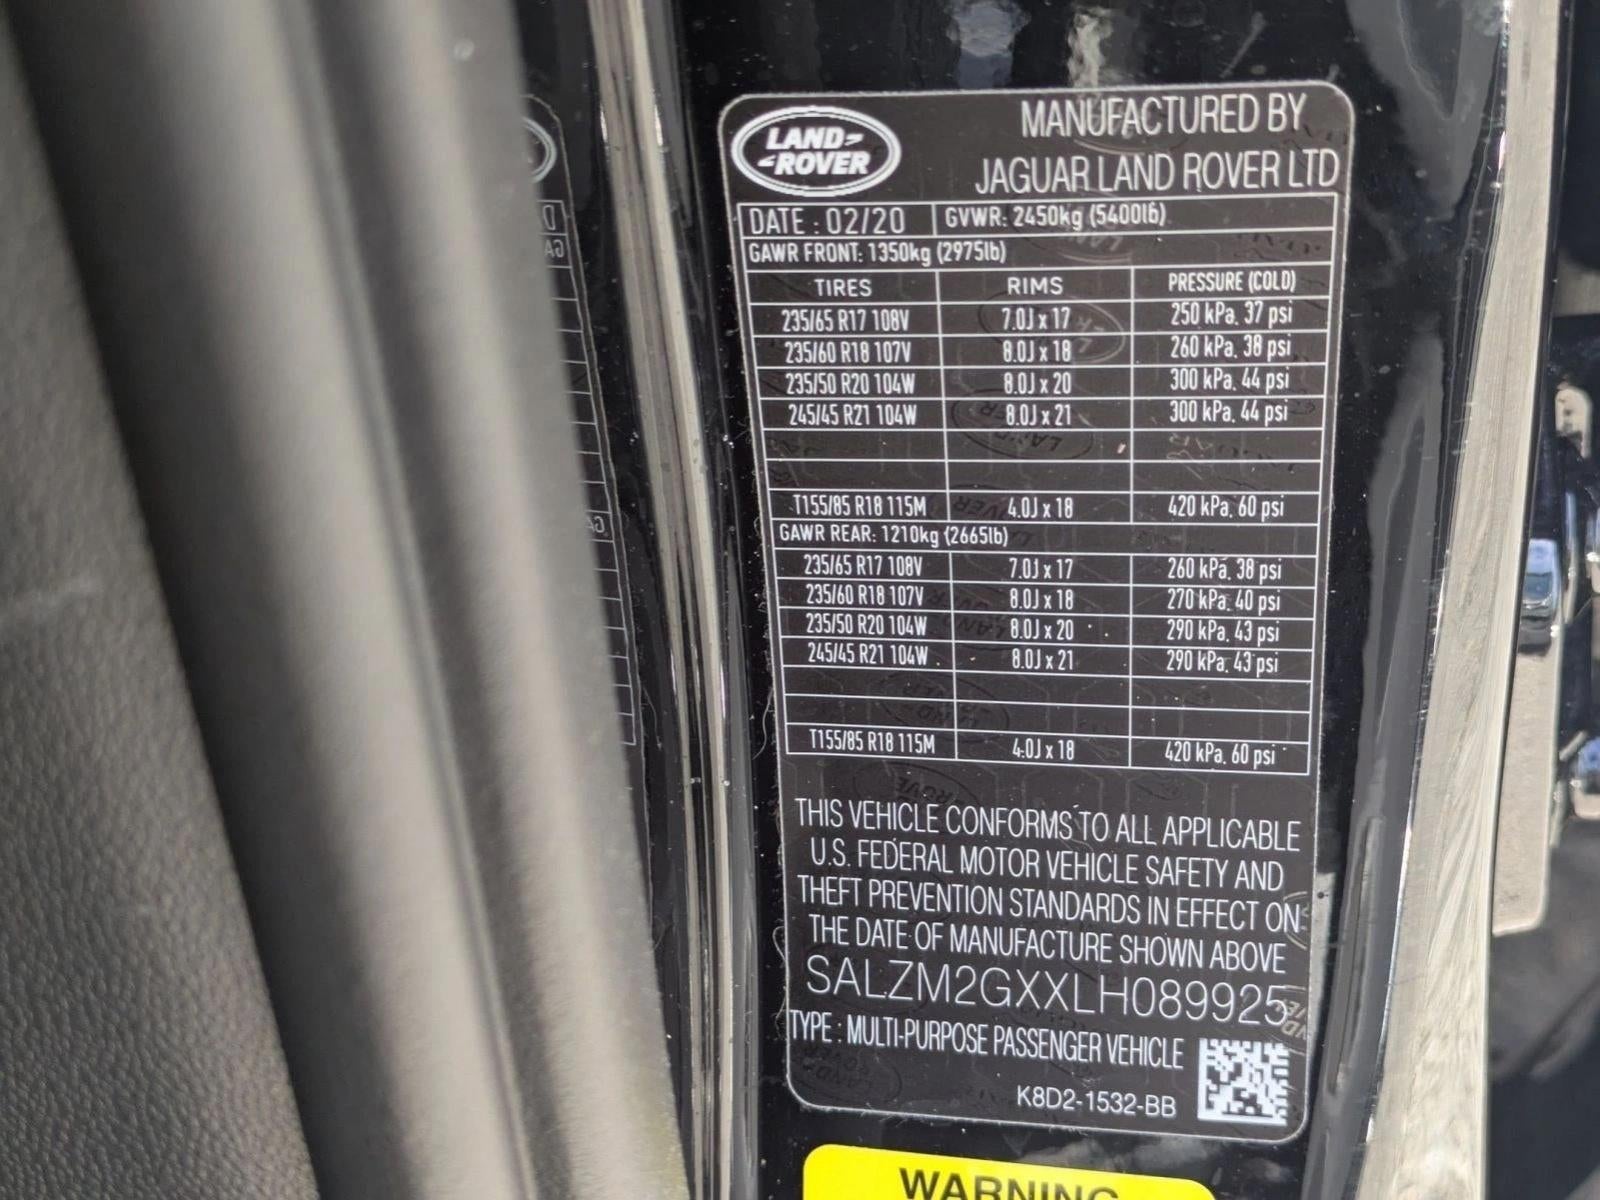 LAND
ROVER
MANUFACTURED BY
JAGUAR LAND ROVER LTD
DATE : 02/20 GVWR: 2450kg (5400lb)
GAWR FRONT: 1350kg (2975lb)
TIRES RIMS PRESSURE (COLD)
235/65 R17 108V 7.0J x 17 250 kPa, 37 psi
235/60 R18 107V 8.0J x 18 260 kPa, 38 psi
235/50 R20 104W 8.0J x 20 300 kPa, 44 psi
245/45 R21 104W 8.0J x 21 300 kPa, 44 psi
T155/85 R18 115M 4.0J x 18 420 kPa, 60 psi
GAWR REAR: 1210kg (2665lb)
235/65 R17 108V 7.0J x 17 260 kPa, 38 psi
235/60 R18 107V 8.0J x 18 270 kPa, 40 psi
235/50 R20 104W 8.0J x 20 290 kPa, 43 psi
245/45 R21 104W 8.0J x 21 290 kPa, 43 psi
T155/85 R18 115M 4.0J x 18 420 kPa, 60 psi
THIS VEHICLE CONFORMS TO ALL APPLICABLE
U.S. FEDERAL MOTOR VEHICLE SAFETY AND
THEFT PREVENTION STANDARDS IN EFFECT ON
THE DATE OF MANUFACTURE SHOWN ABOVE
SALZM2GXXLH089925
TYPE : MULTI-PURPOSE PASSENGER VEHICLE
K8D2-1532-BB
WARNING